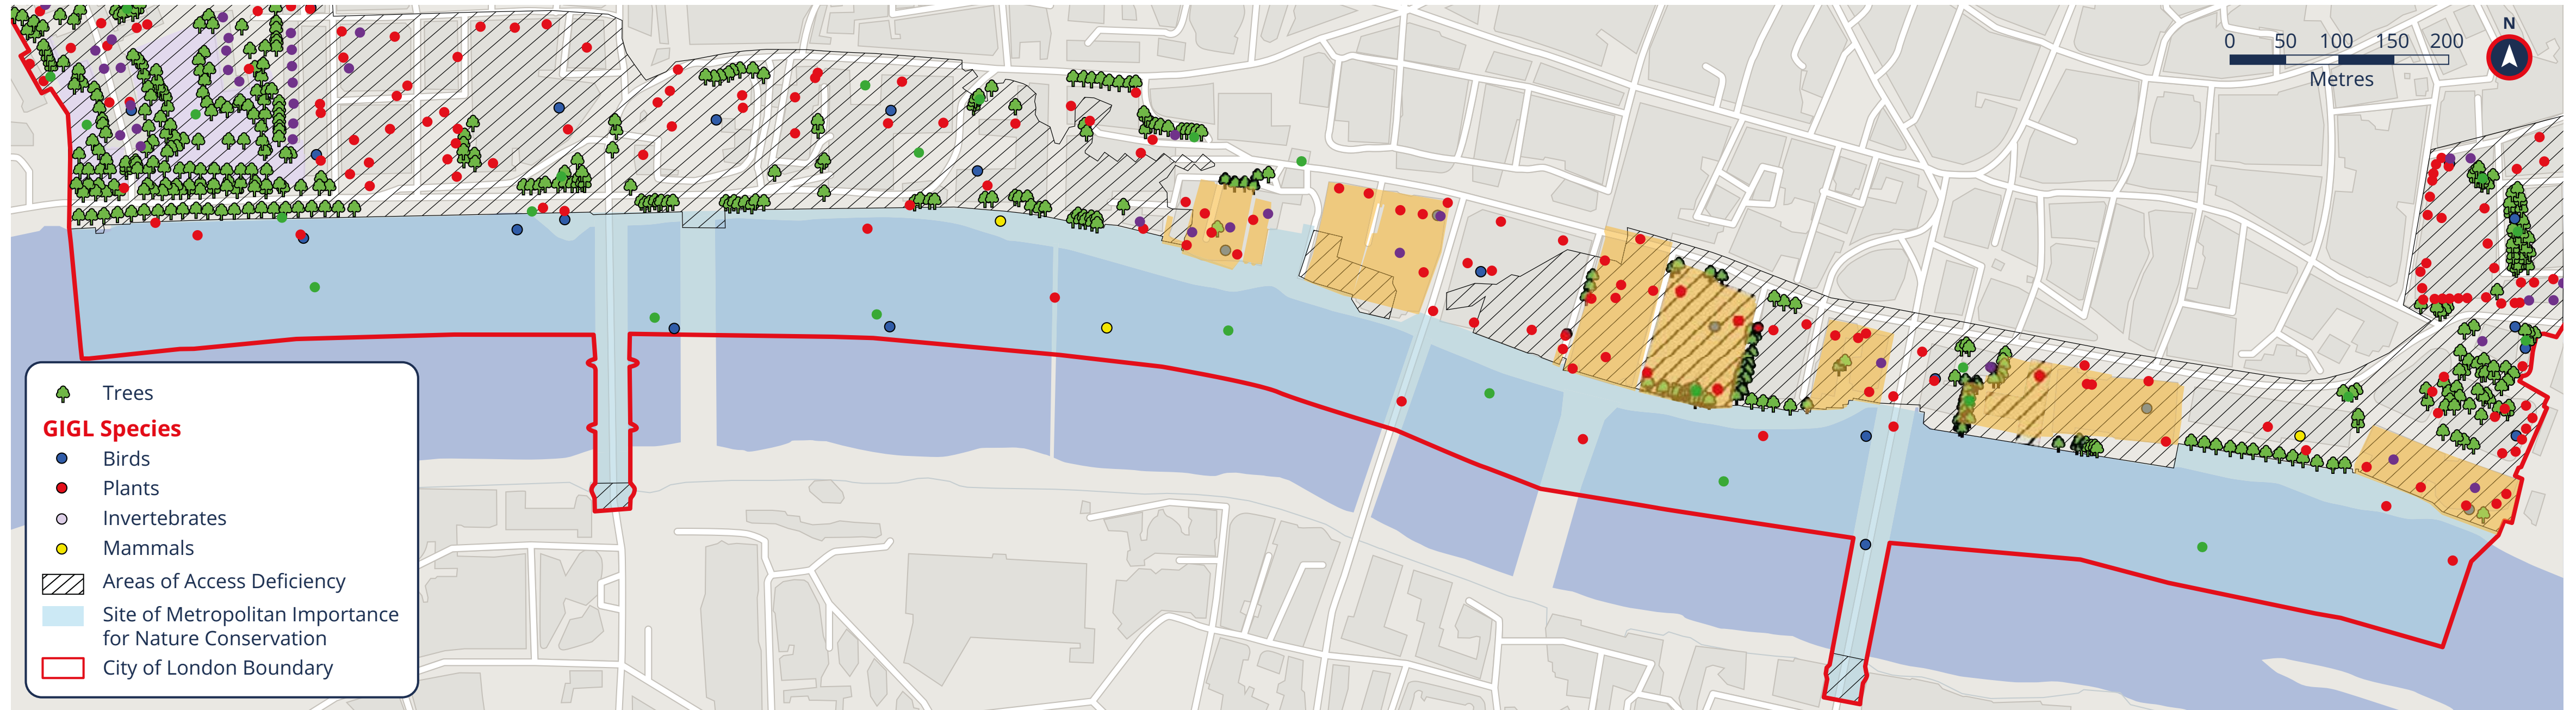 N
0 50 100 150 200
Metres
Trees
GIGL Species
Birds
Plants
Invertebrates
Mammals
Areas of Access Deficiency
Site of Metropolitan Importance
for Nature Conservation
City of London Boundary